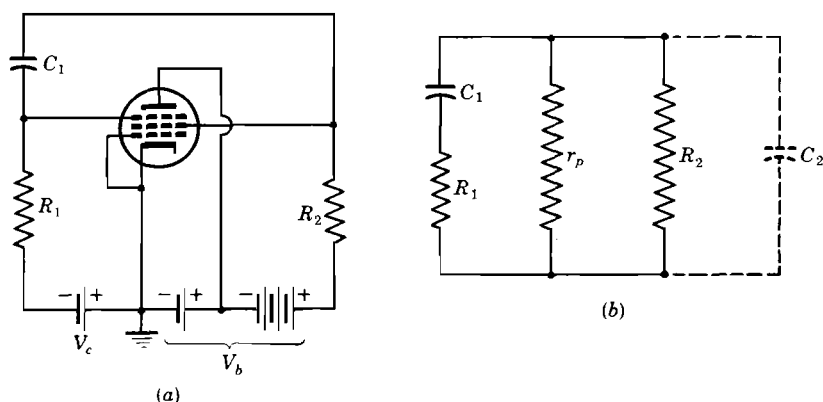 C1
R1
R2
- +
- +
- +
Vc
Vb
(a)
C1
R1
rp
R2
C2
(b)